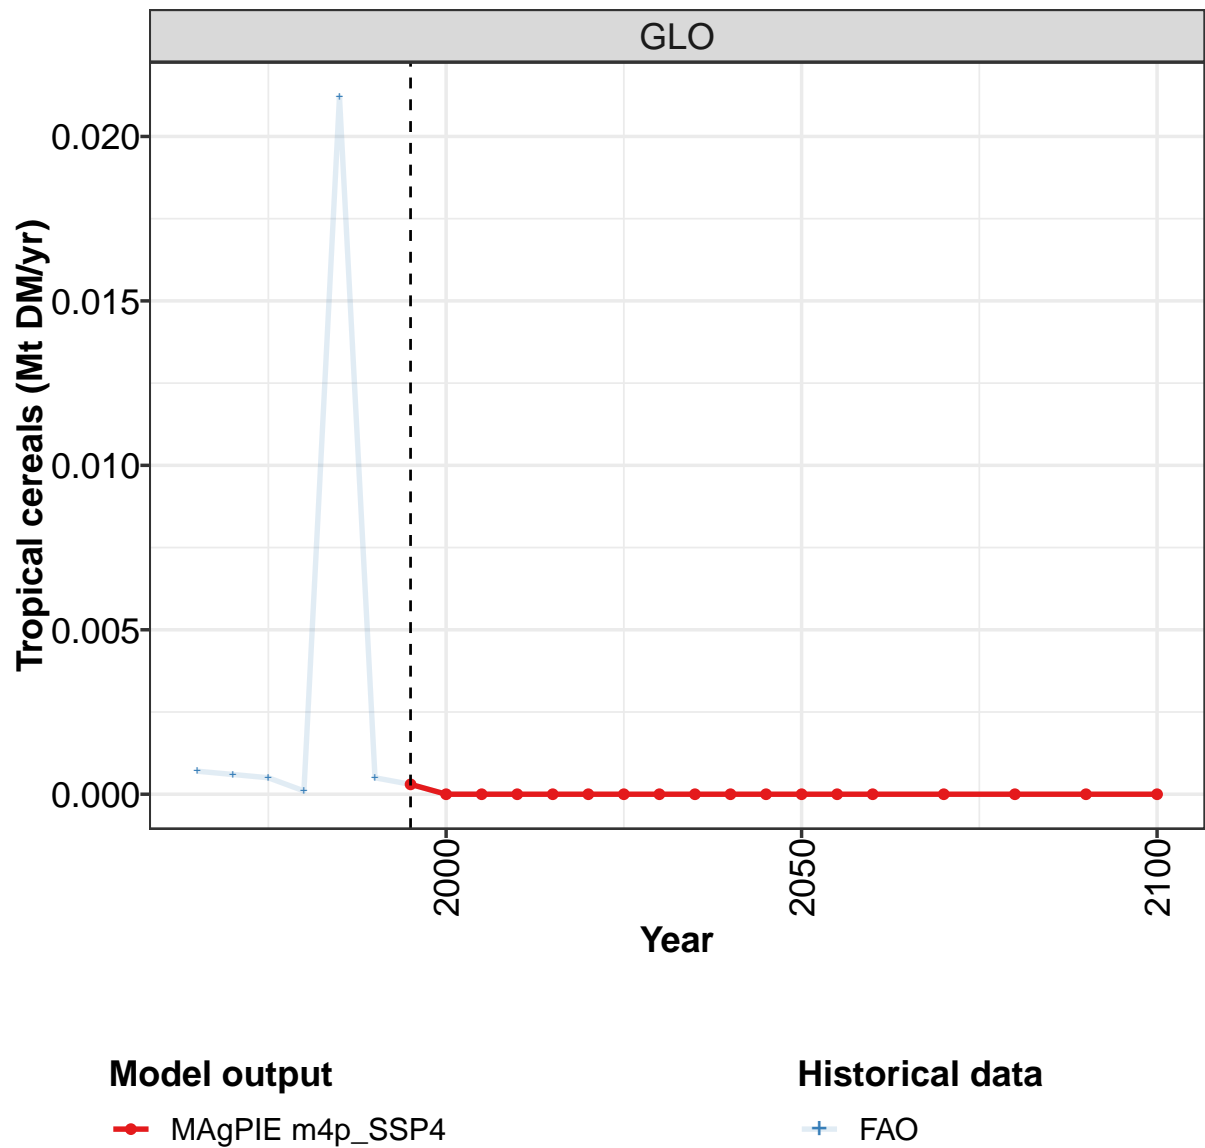 GLO
Tropical cereals (Mt DM/yr)
0.020
0.015
0.010
0.005
0.000
2000
2050
2100
Year
Model output
MAgPIE m4p_SSP4
Historical data
FAO